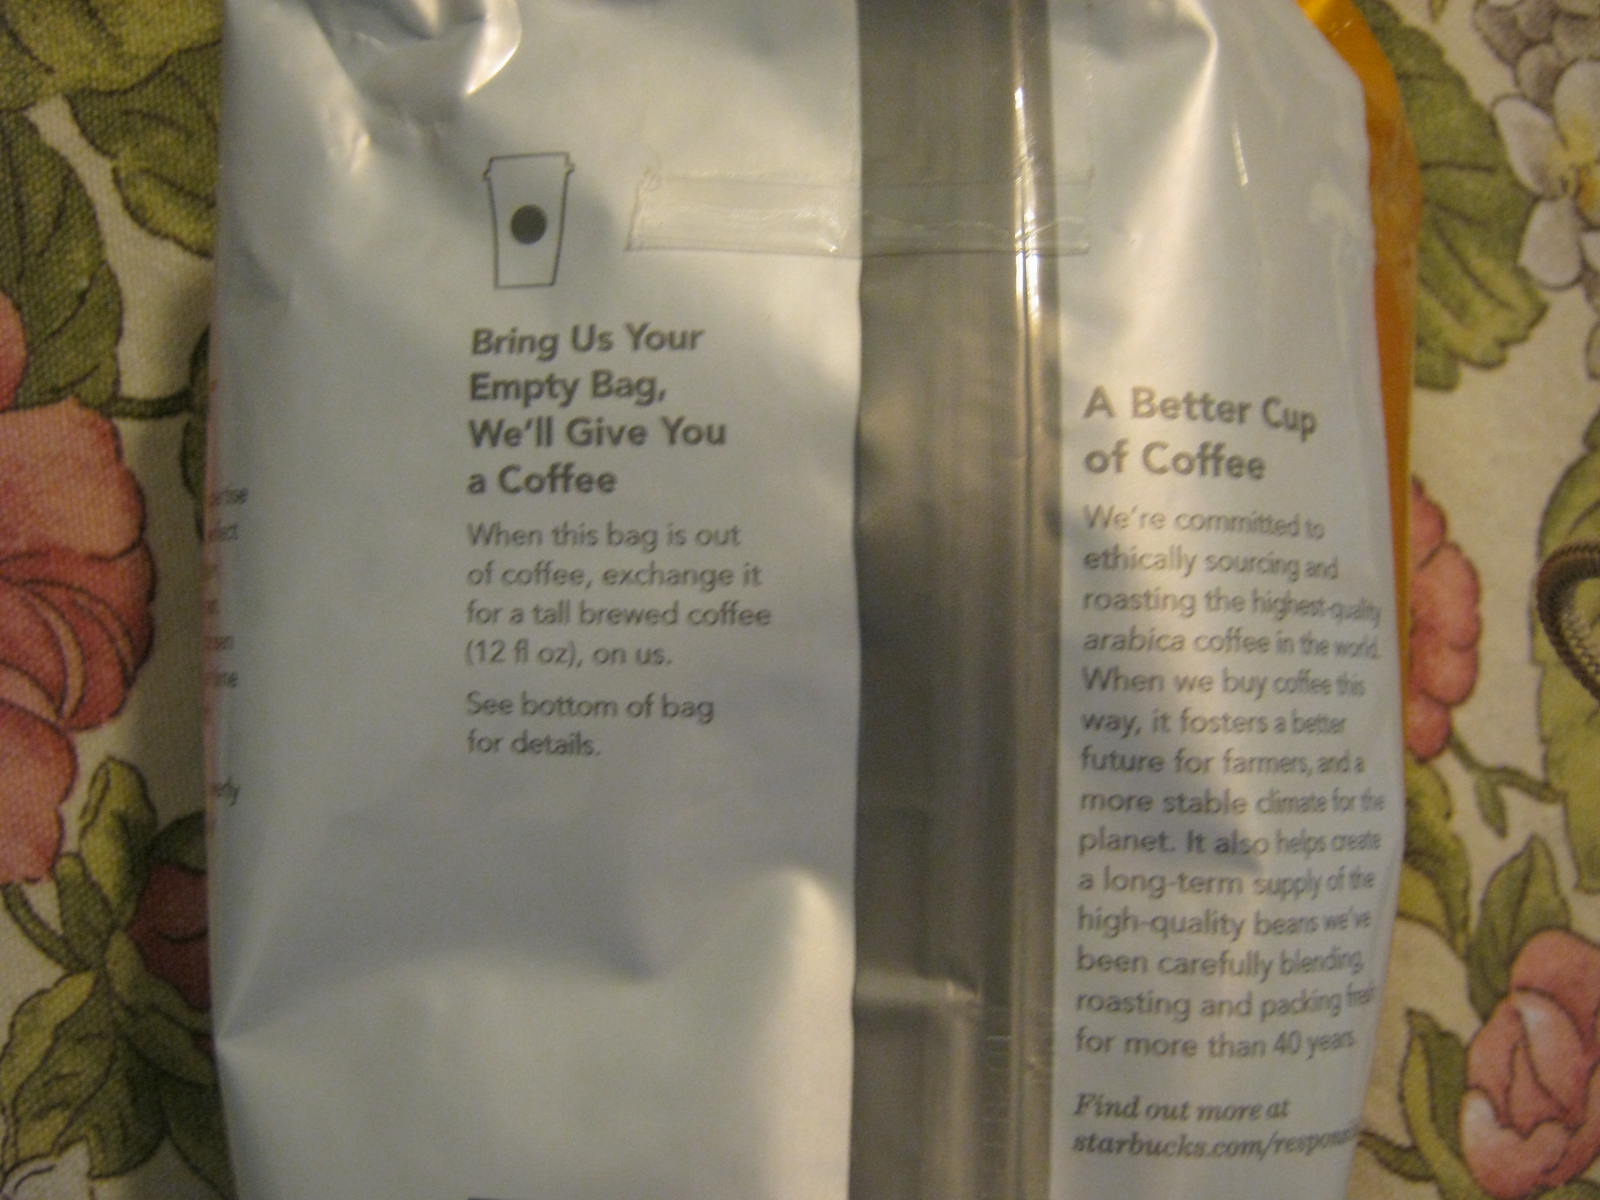 Bring Us Your
Empty Bag,
We'll Give You
a Coffee
When this bag is out
of coffee, exchange it
for a tall brewed coffee
(12 fl oz), on us.
See bottom of bag
for details.
A Better Cup
of Coffee
We're committed to
ethically sourcing and
roasting the highest-quality
arabica coffee in the world.
When we buy coffee this
way, it fosters a better
future for farmers, and a
more stable climate for the
planet. It also helps create
a long-term supply of the
high-quality beans we've
been carefully blending,
roasting and packing fresh
for more than 40 years.
Find out more at